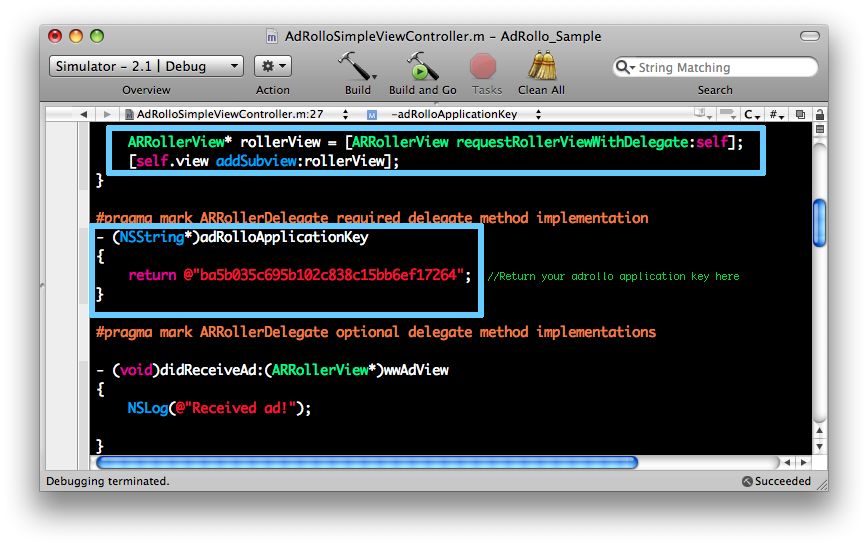 AdRolloSimpleViewController.m - AdRollo_Sample
Simulator - 2.1 | Debug
String Matching
Overview Action Build Build and Go Tasks Clean All Search
AdRolloSimpleViewController.m:27 M -adRolloApplicationKey C #
ARRollerView* rollerView = [ARRollerView requestRollerViewWithDelegate:self];
[self.view addSubview:rollerView];
}
#pragma mark ARRollerDelegate required delegate method implementation
- (NSString*)adRolloApplicationKey
{
return @"ba5b035c695b102c838c15bb6ef17264"; //Return your adrollo application key here
}
#pragma mark ARRollerDelegate optional delegate method implementations
- (void)didReceiveAd:(ARRollerView*)wwAdView
{
NSLog(@"Received ad!");
}
Debugging terminated. Succeeded